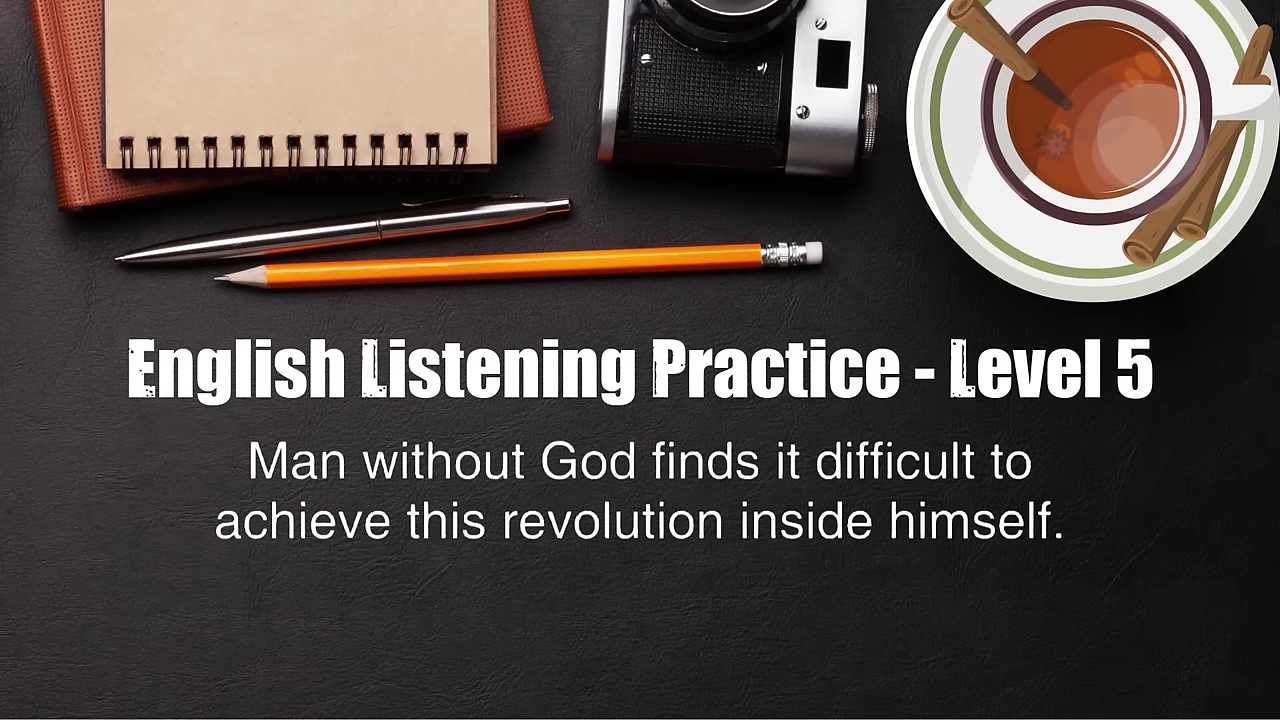 English Listening Practice - Level 5
Man without God finds it difficult to
achieve this revolution inside himself.